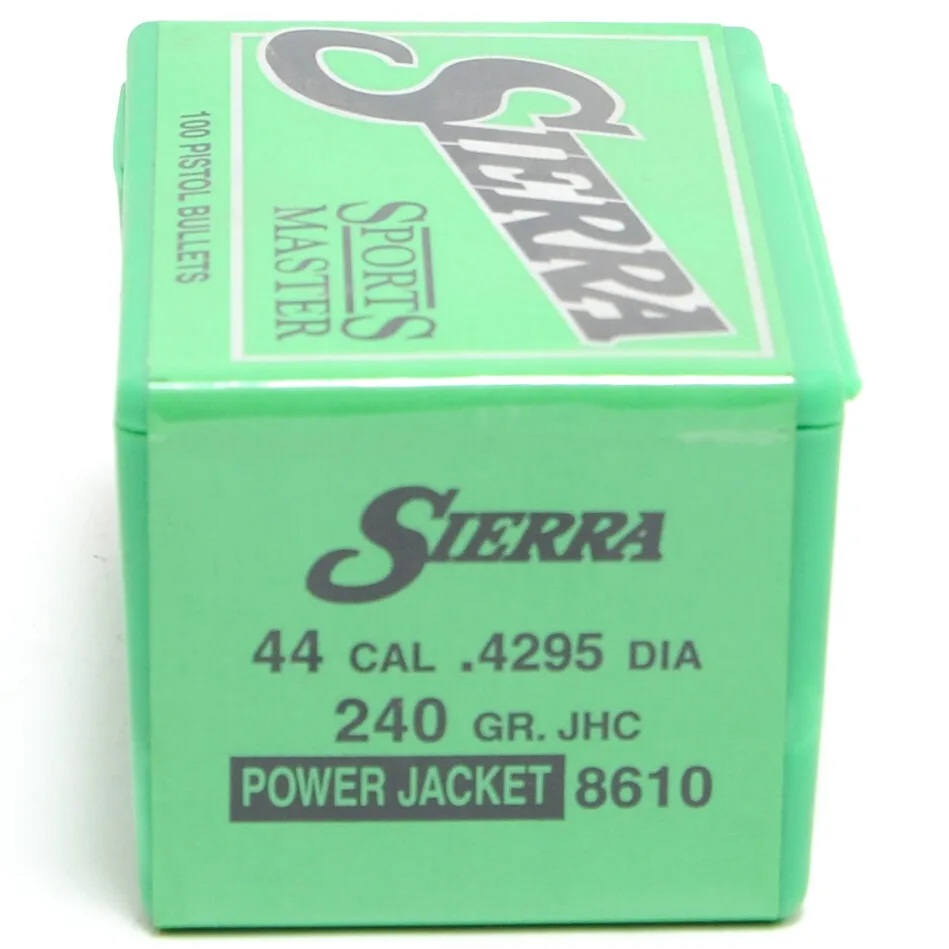 SIERRA
SPORTS
MASTER
100 PISTOL BULLETS
SIERRA
44 CAL .4295 DIA
240 GR. JHC
POWER JACKET 8610